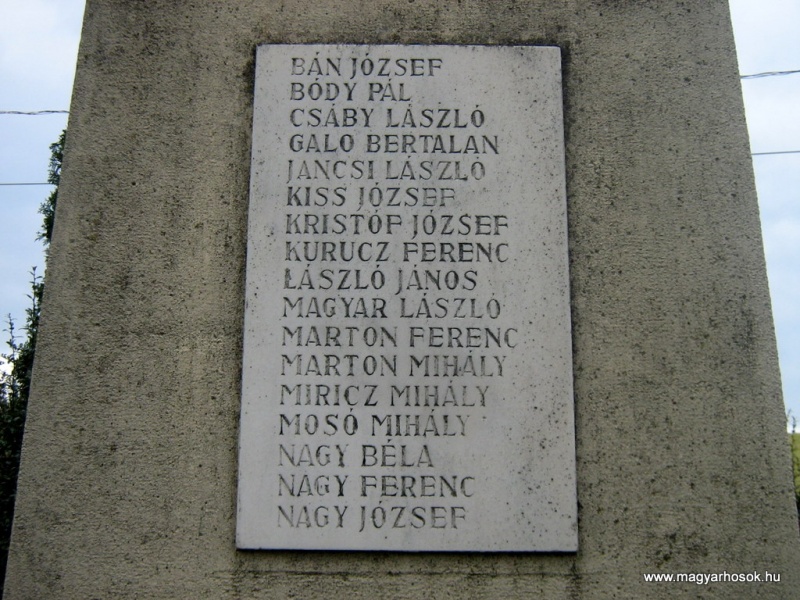 BÁN JÓZSEF
BÓDY PÁL
CSÁBY LÁSZLÓ
GALO BERTALAN
JANCSI LÁSZLÓ
KISS JÓZSEF
KRISTÓF JÓZSEF
KURUCZ FERENC
LÁSZLÓ JÁNOS
MAGYAR LÁSZLÓ
MARTON FERENC
MARTON MIHÁLY
MIRICZ MIHÁLY
MOSÓ MIHÁLY
NAGY BÉLA
NAGY FERENC
NAGY JÓZSEF
www.magyarhosok.hu